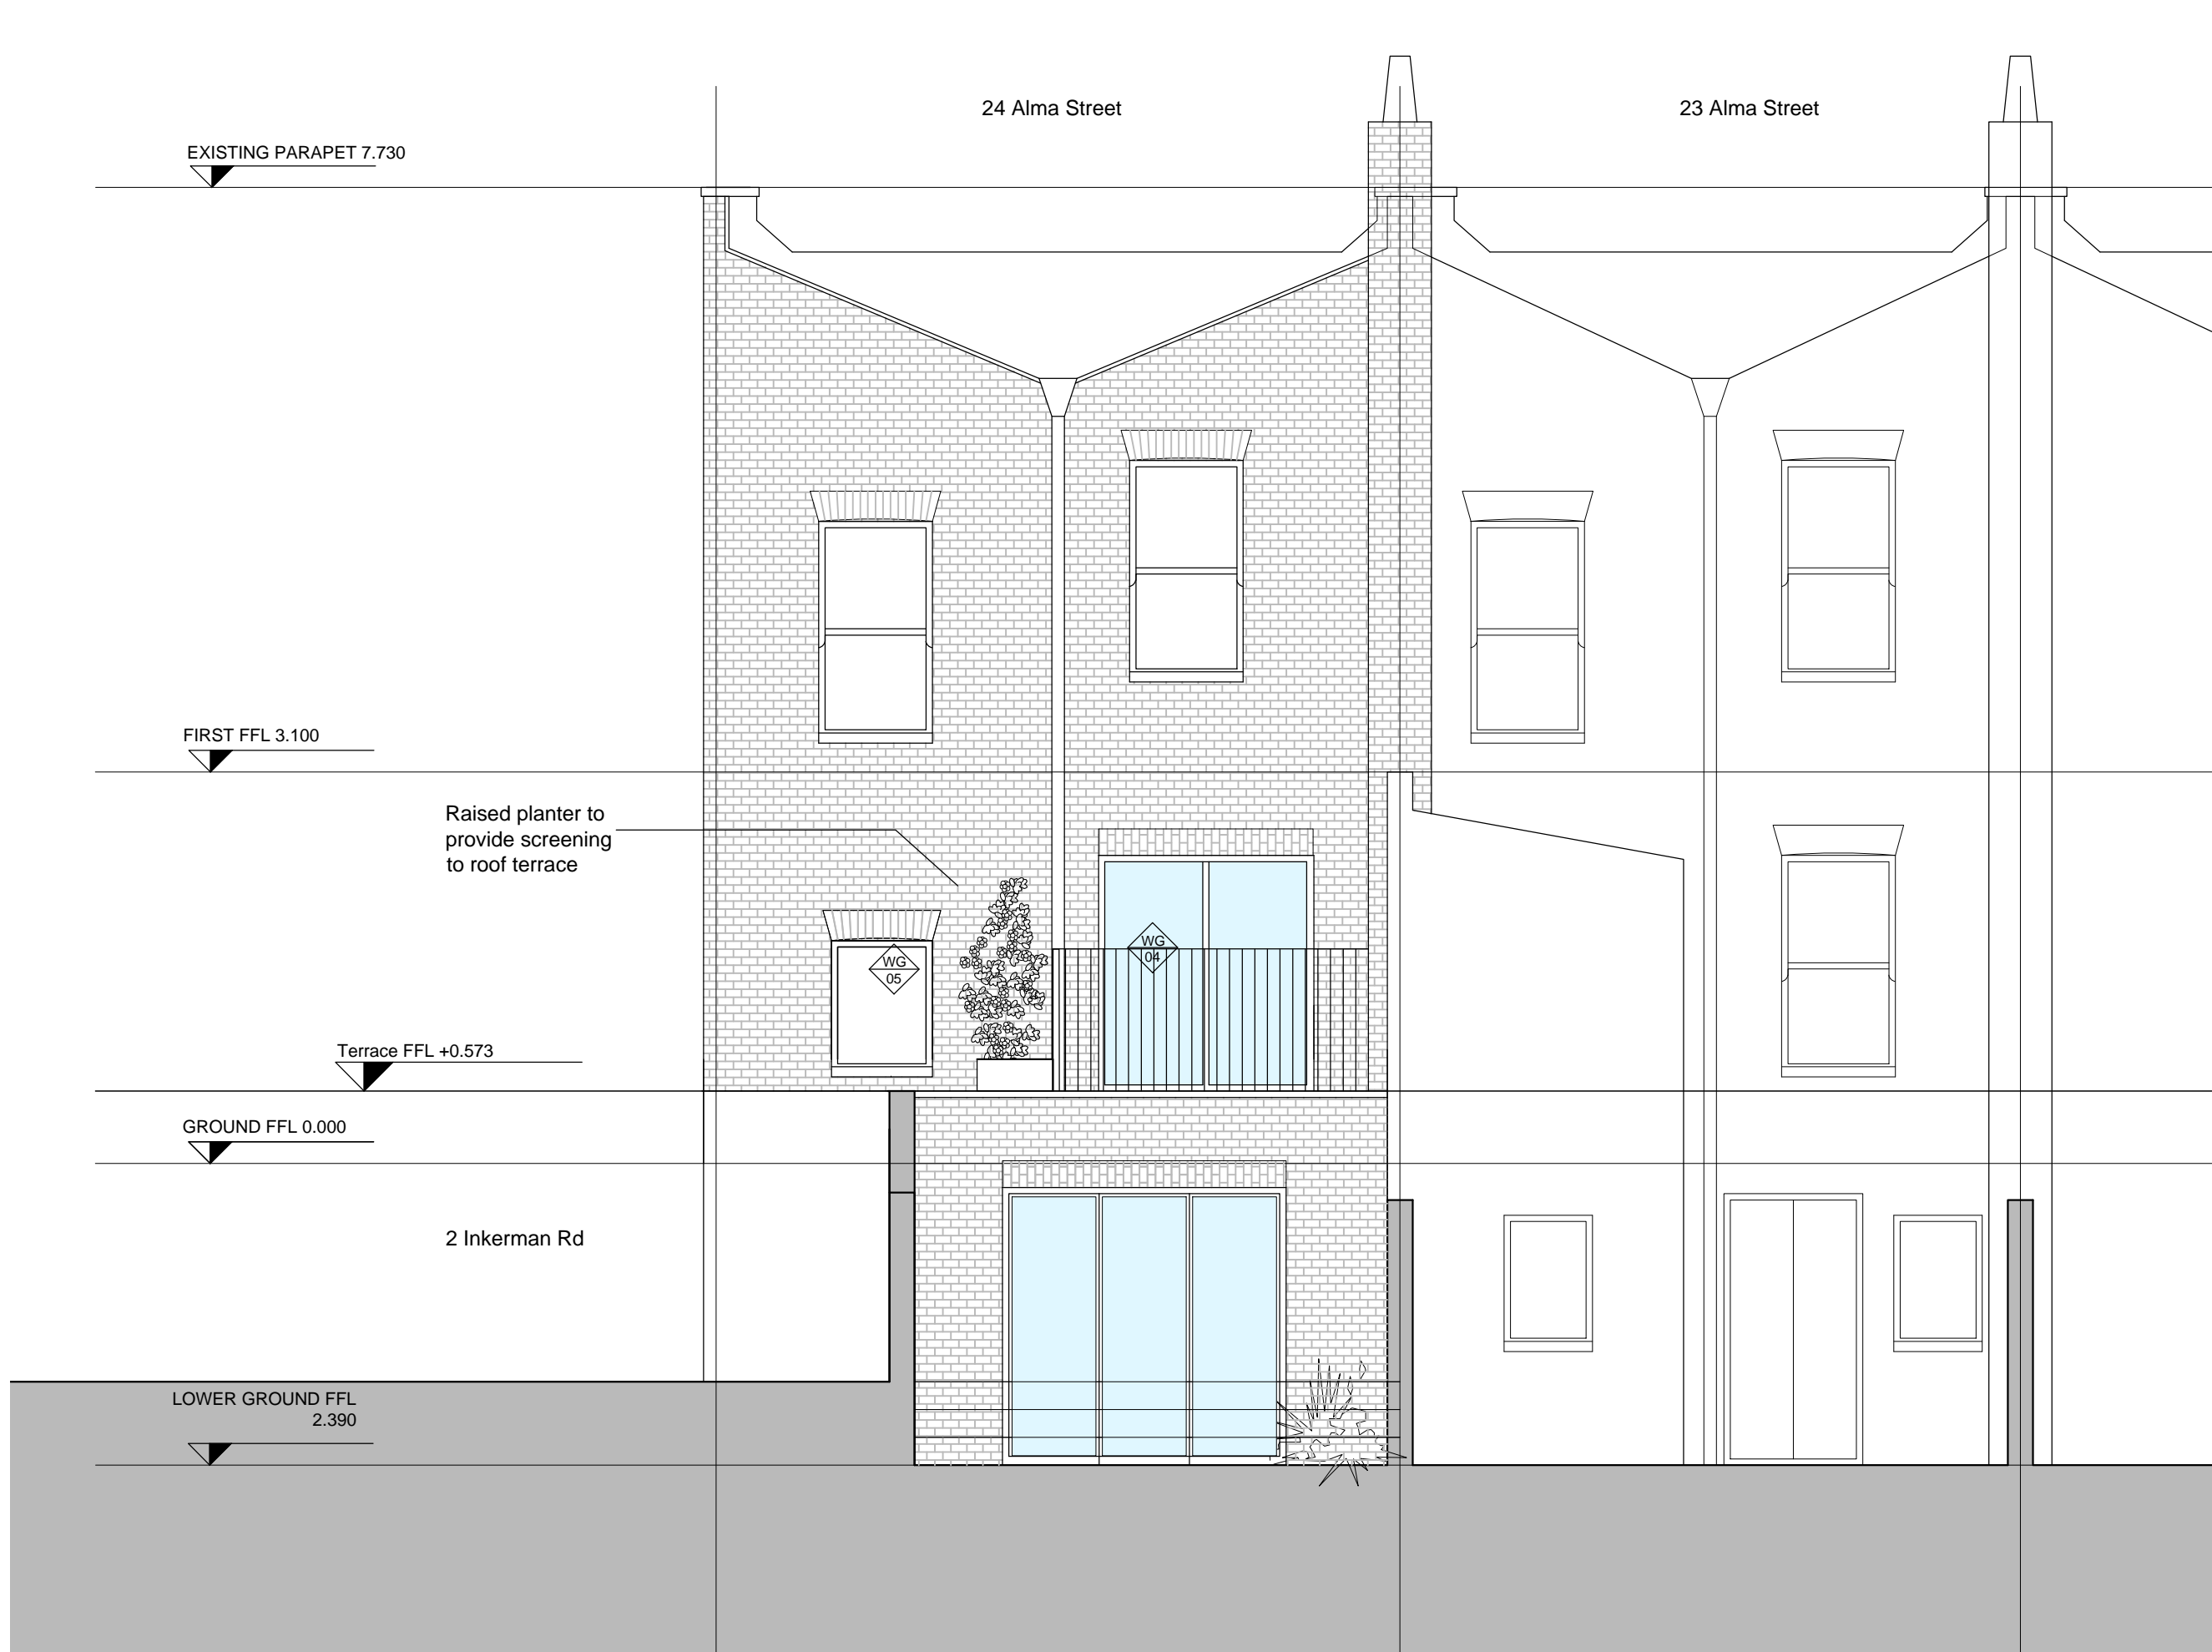 24 Alma Street
23 Alma Street
EXISTING PARAPET 7.730
FIRST FFL 3.100
Raised planter to
provide screening
to roof terrace
WG
04
WG
05
Terrace FFL +0.573
GROUND FFL 0.000
2 Inkerman Rd
LOWER GROUND FFL
2.390